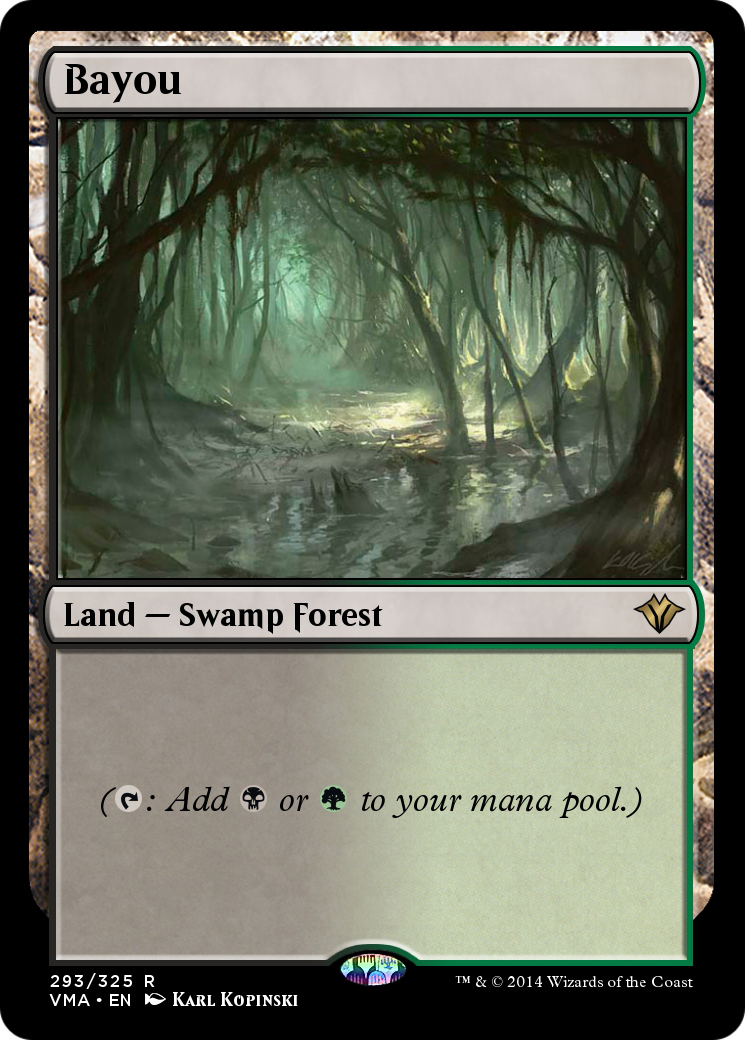 Bayou
Land — Swamp Forest
(: Add or to your mana pool.)
293/325 R
™ & © 2014 Wizards of the Coast
VMA • EN Karl Kopinski